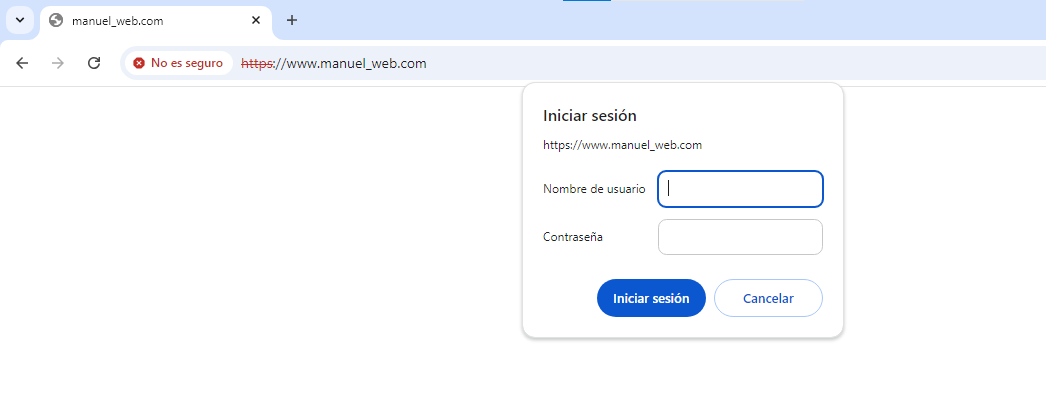 manuel_web.com
No es seguro https://www.manuel_web.com
Iniciar sesión
https://www.manuel_web.com
Nombre de usuario
Contraseña
Iniciar sesión Cancelar